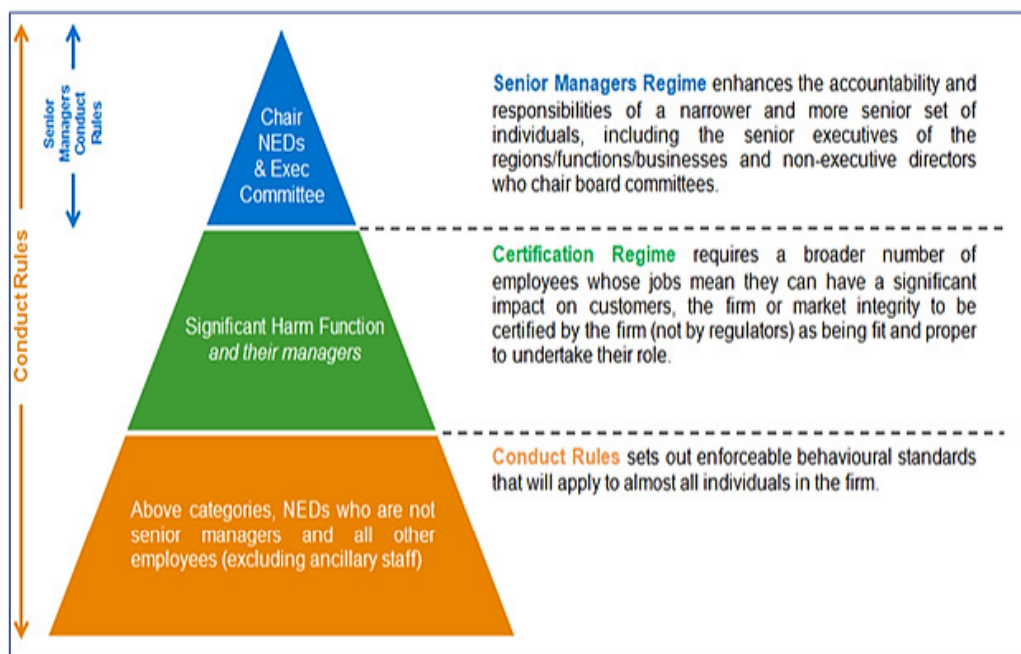 Senior
Managers
Conduct
Rules
Conduct Rules
Chair
NEDs
& Exec
Committee
Senior Managers Regime enhances the accountability and
responsibilities of a narrower and more senior set of
individuals, including the senior executives of the
regions/functions/businesses and non-executive directors
who chair board committees.
Significant Harm Function
and their managers
Certification Regime requires a broader number of
employees whose jobs mean they can have a significant
impact on customers, the firm or market integrity to be
certified by the firm (not by regulators) as being fit and proper
to undertake their role.
Above categories, NEDs who are not
senior managers and all other
employees (excluding ancillary staff)
Conduct Rules sets out enforceable behavioural standards
that will apply to almost all individuals in the firm.